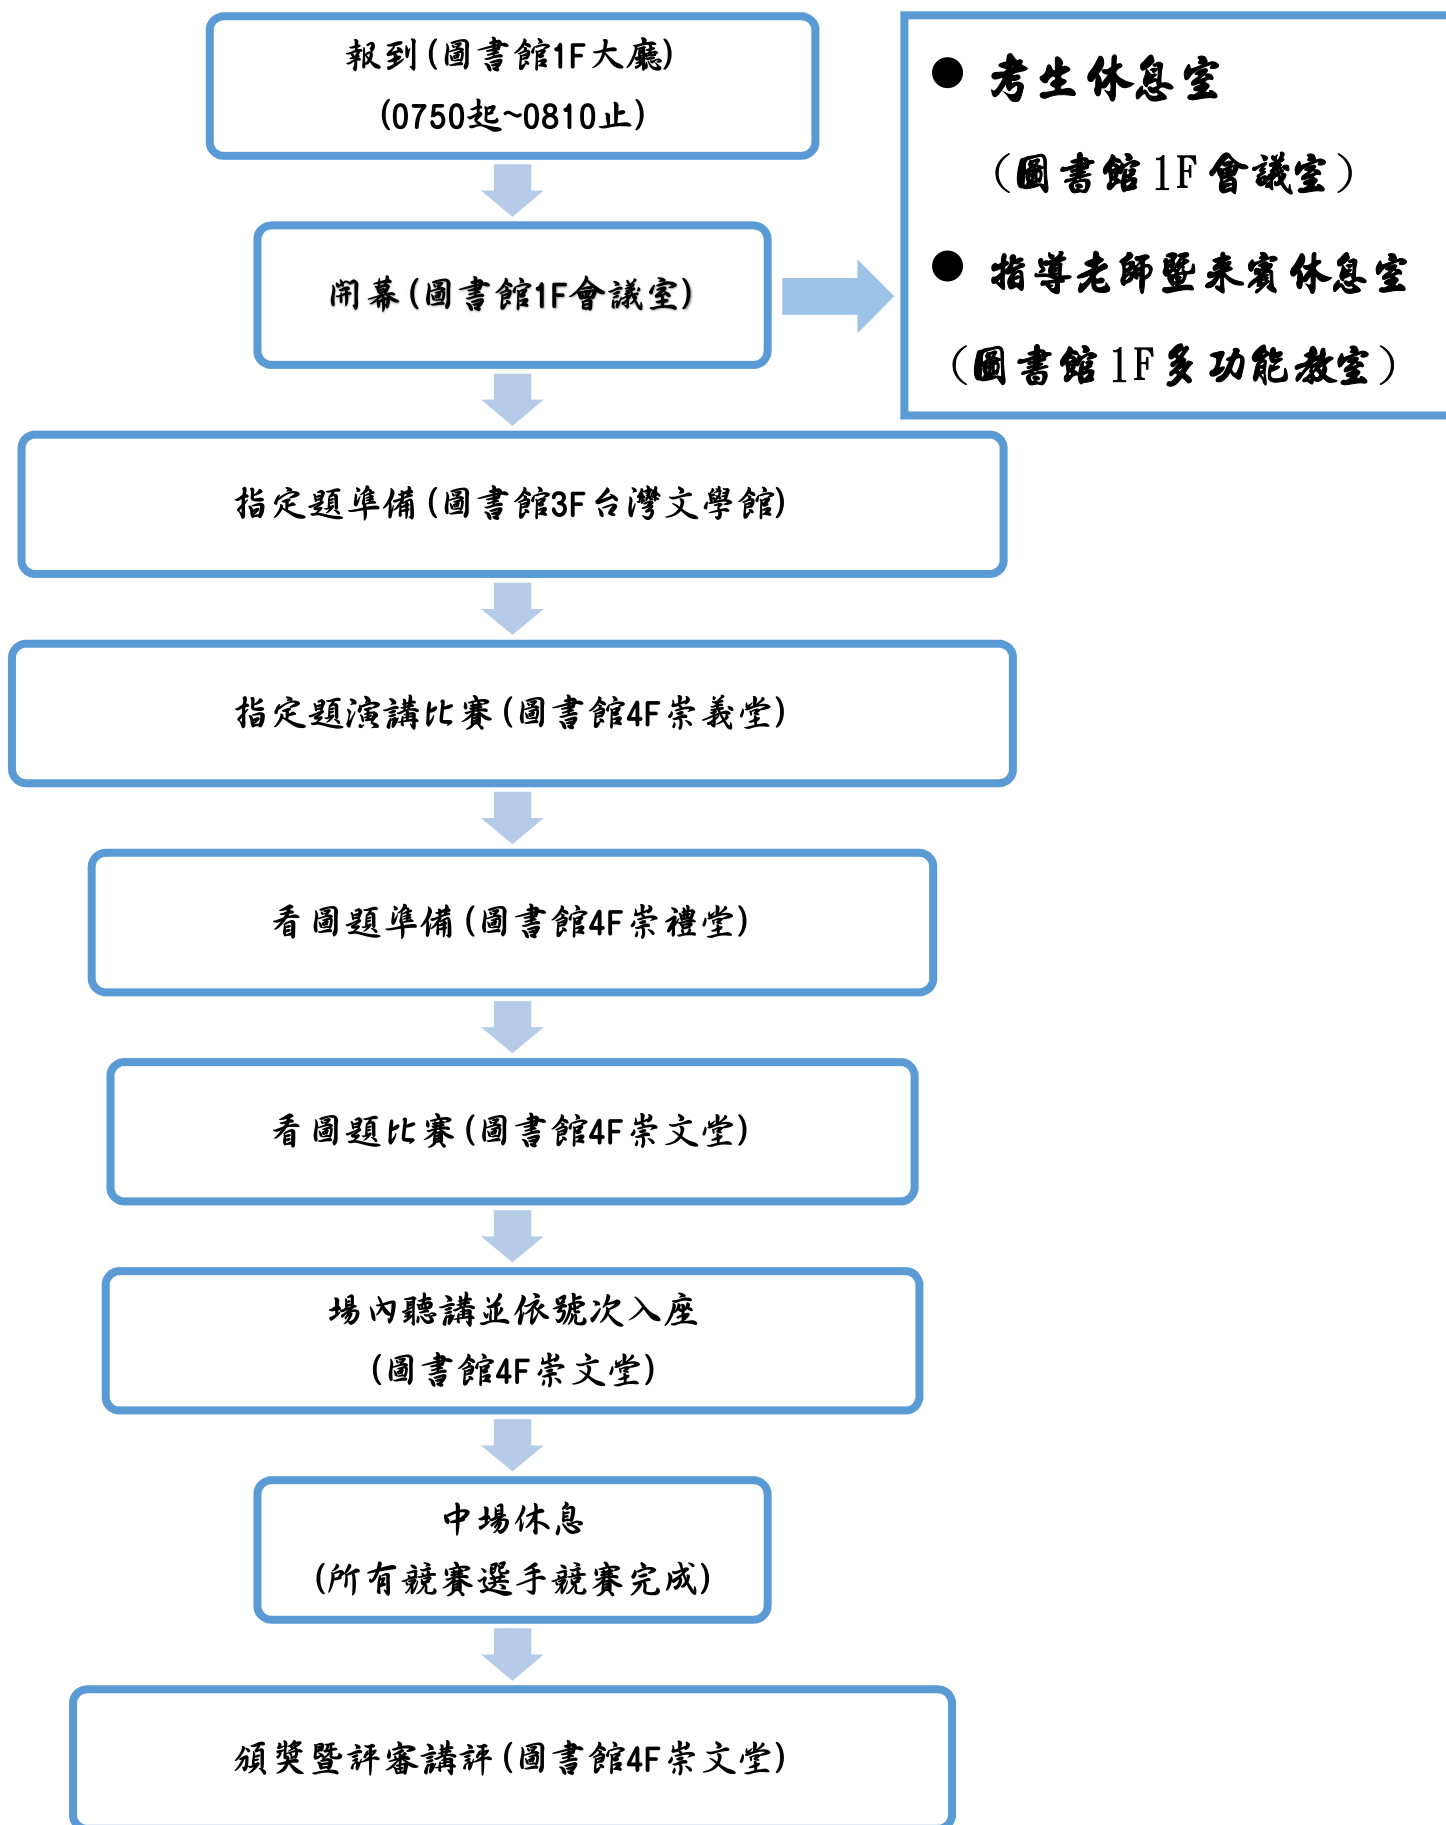 報到(圖書館1F大廳)
(0750起~0810止)
● 考生休息室
(圖書館1F會議室)
● 指導老師暨來賓休息室
(圖書館1F多功能教室)
開幕(圖書館1F會議室)
指定題準備(圖書館3F台灣文學館)
指定題演講比賽(圖書館4F崇義堂)
看圖題準備(圖書館4F崇禮堂)
看圖題比賽(圖書館4F崇文堂)
場內聽講並依號次入座
(圖書館4F崇文堂)
中場休息
(所有競賽選手競賽完成)
頒獎暨評審講評(圖書館4F崇文堂)